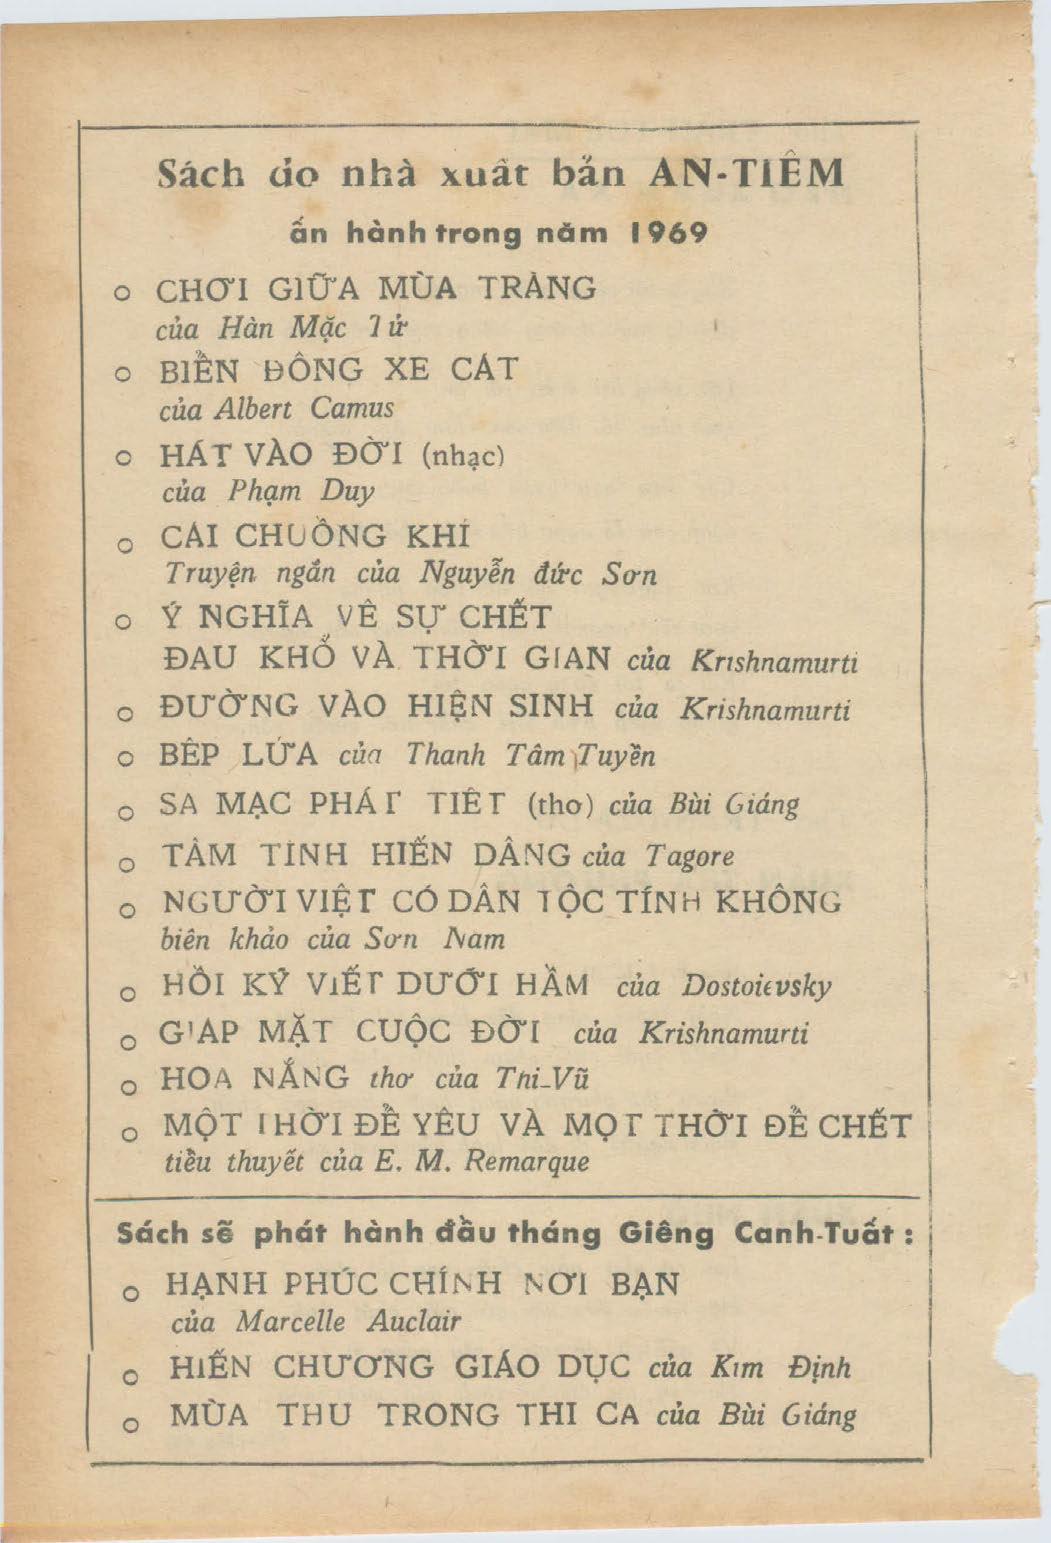 Sách do nhà xuất bản AN-TIÊM
ấn hành trong năm 1969
o CHƠI GIỮA MÙA TRĂNG
của Hàn Mặc Tử
o BIỂN ĐÔNG XE CÁT
của Albert Camus
o HÁT VÀO ĐỜI (nhạc)
của Phạm Duy
o CÁI CHUỒNG KHỈ
Truyện ngắn của Nguyễn đức Sơn
o Ý NGHĨA VỀ SỰ CHẾT
ĐAU KHỔ VÀ THỜI GIAN của Krishnamurti
o ĐƯỜNG VÀO HIỆN SINH của Krishnamurti
o BẾP LỬA của Thanh Tâm Tuyền
o SA MẠC PHÁT TIẾT (thơ) của Bùi Giáng
o TÂM TÌNH HIẾN DÂNG của Tagore
o NGƯỜI VIỆT CÓ DÂN TỘC TÍNH KHÔNG
biên khảo của Sơn Nam
o HỒI KÝ VIẾT DƯỚI HẦM của Dostoievsky
o GIÁP MẶT CUỘC ĐỜI của Krishnamurti
o HOA NẮNG thơ của Thi-Vũ
o MỘT THỜI ĐỂ YÊU VÀ MỘT THỜI ĐỂ CHẾT
tiểu thuyết của E. M. Remarque
Sách sẽ phát hành đầu tháng Giêng Canh-Tuất :
o HẠNH PHÚC CHÍNH NƠI BẠN
của Marcelle Auclair
o HIẾN CHƯƠNG GIÁO DỤC của Kim Định
o MÙA THU TRONG THI CA của Bùi Giáng